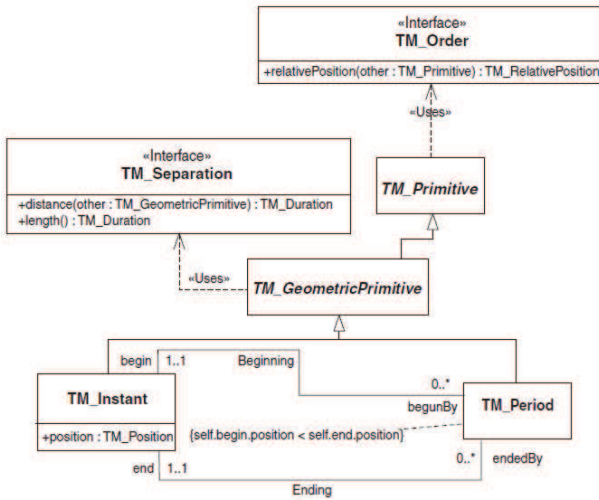 «Interface»
TM_Order
+relativePosition(other : TM_Primitive) : TM_RelativePosition
«Uses»
«Interface»
TM_Separation
+distance(other : TM_GeometricPrimitive) : TM_Duration
+length() : TM_Duration
TM_Primitive
«Uses»
TM_GeometricPrimitive
begin
1..1
Beginning
0..*
begunBy
TM_Instant
+position : TM_Position
TM_Period
{self.begin.position < self.end.position}
end
1..1
0..*
endedBy
Ending